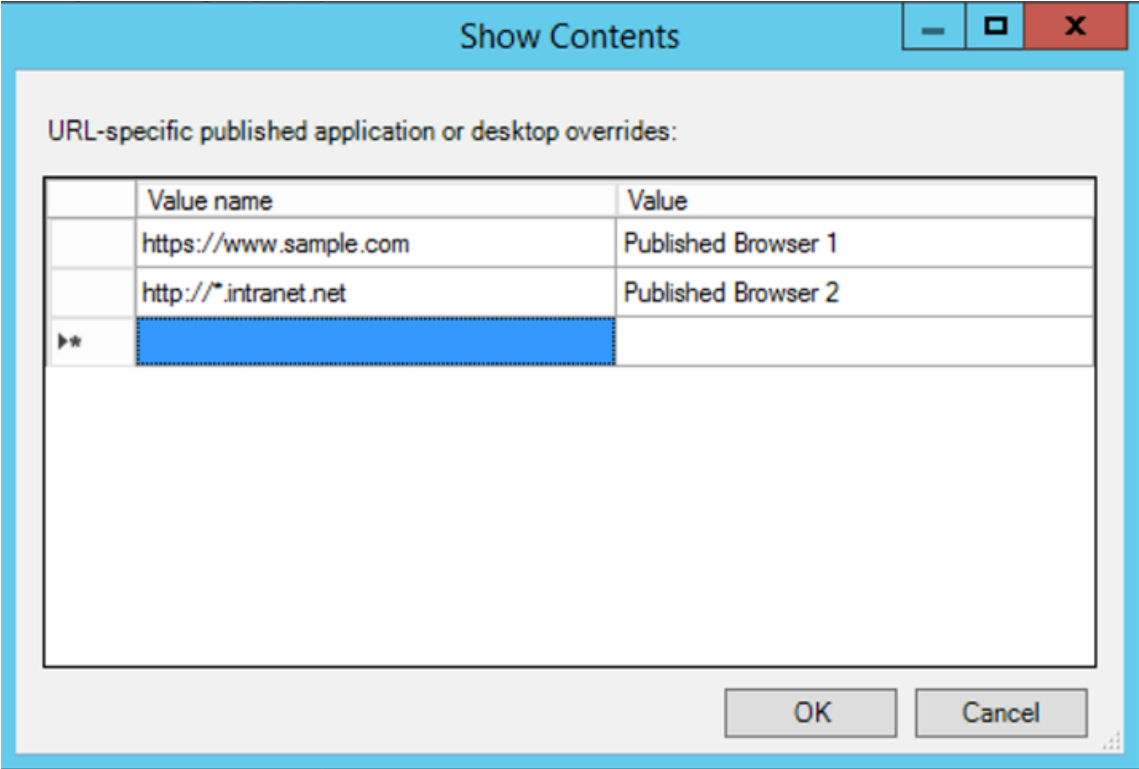 Show Contents
URL-specific published application or desktop overrides:
Value name Value
https://www.sample.com Published Browser 1
http://*.intranet.net Published Browser 2
OK Cancel